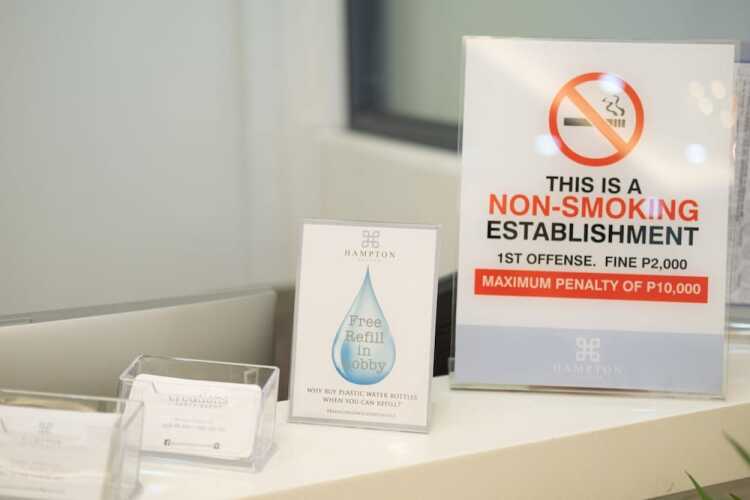 THIS IS A
NON-SMOKING
ESTABLISHMENT
1ST OFFENSE. FINE P2,000
MAXIMUM PENALTY OF P10,000
HAMPTON
HAMPTON
Free
Refill
in
Lobby
WHY BUY PLASTIC WATER BOTTLES
WHEN YOU CAN REFILL?
creations